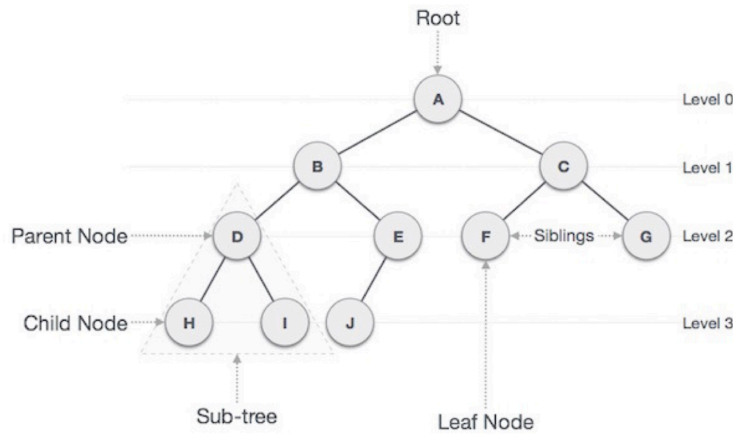 Root
A
Level 0
B
C
Level 1
Parent Node
D
E
F
Siblings
G
Level 2
Child Node
H
I
J
Level 3
Sub-tree
Leaf Node